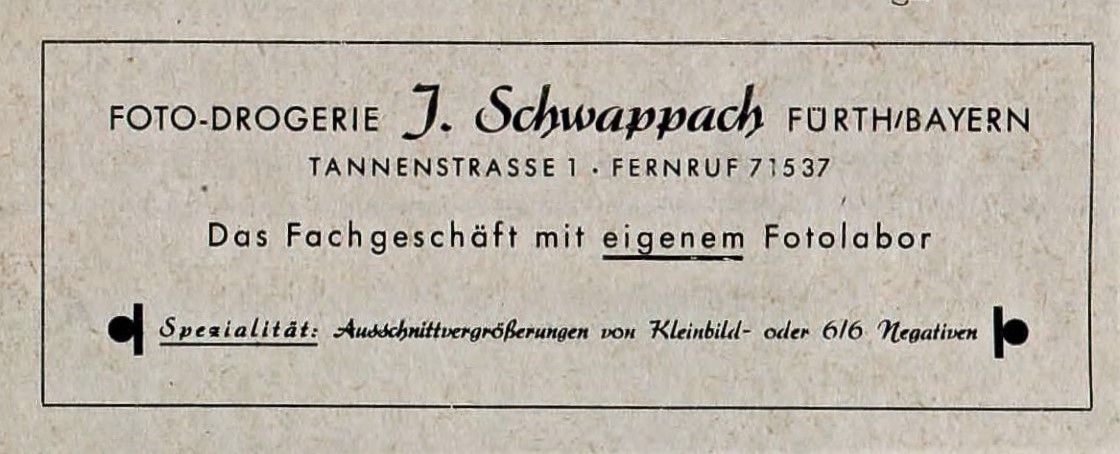 FOTO-DROGERIE J. Schwappach FÜRTH/BAYERN
TANNENSTRASSE 1 · FERNRUF 71537
Das Fachgeschäft mit eigenem Fotolabor
Spezialität: Ausschnittvergrößerungen von Kleinbild- oder 6/6 Negativen